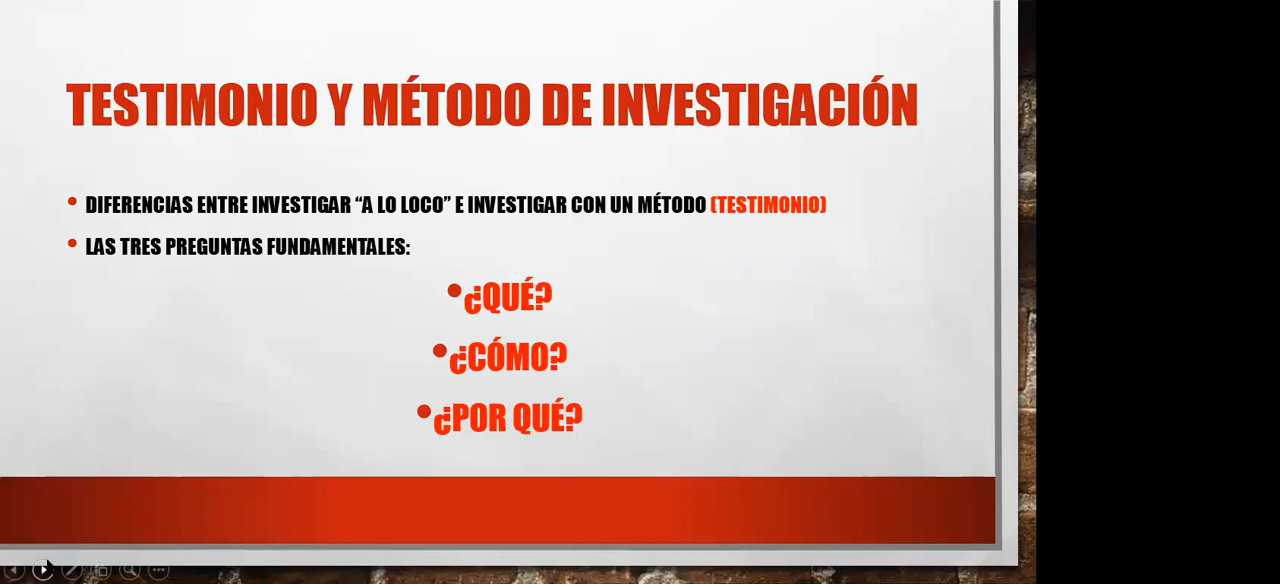 TESTIMONIO Y MÉTODO DE INVESTIGACIÓN
• DIFERENCIAS ENTRE INVESTIGAR “A LO LOCO” E INVESTIGAR CON UN MÉTODO (TESTIMONIO)
• LAS TRES PREGUNTAS FUNDAMENTALES:
•¿QUÉ?
•¿CÓMO?
•¿POR QUÉ?